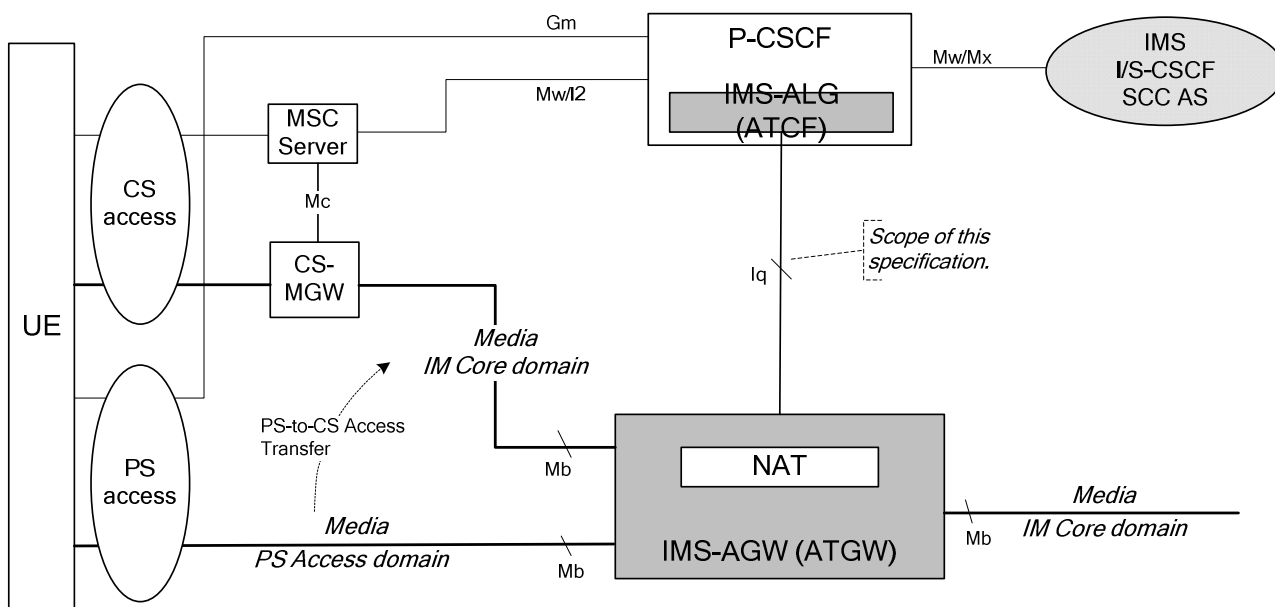 Gm
P-CSCF
IMS
I/S-CSCF
SCC AS
Mw/Mx
Mw/I2
IMS-ALG
(ATCF)
MSC
Server
CS
access
Mc
Scope of this
specification.
Iq
CS-
MGW
UE
Media
IM Core domain
PS-to-CS Access
Transfer
PS
access
Mb
NAT
Media
PS Access domain
Mb
IMS-AGW (ATGW)
Media
IM Core domain
Mb